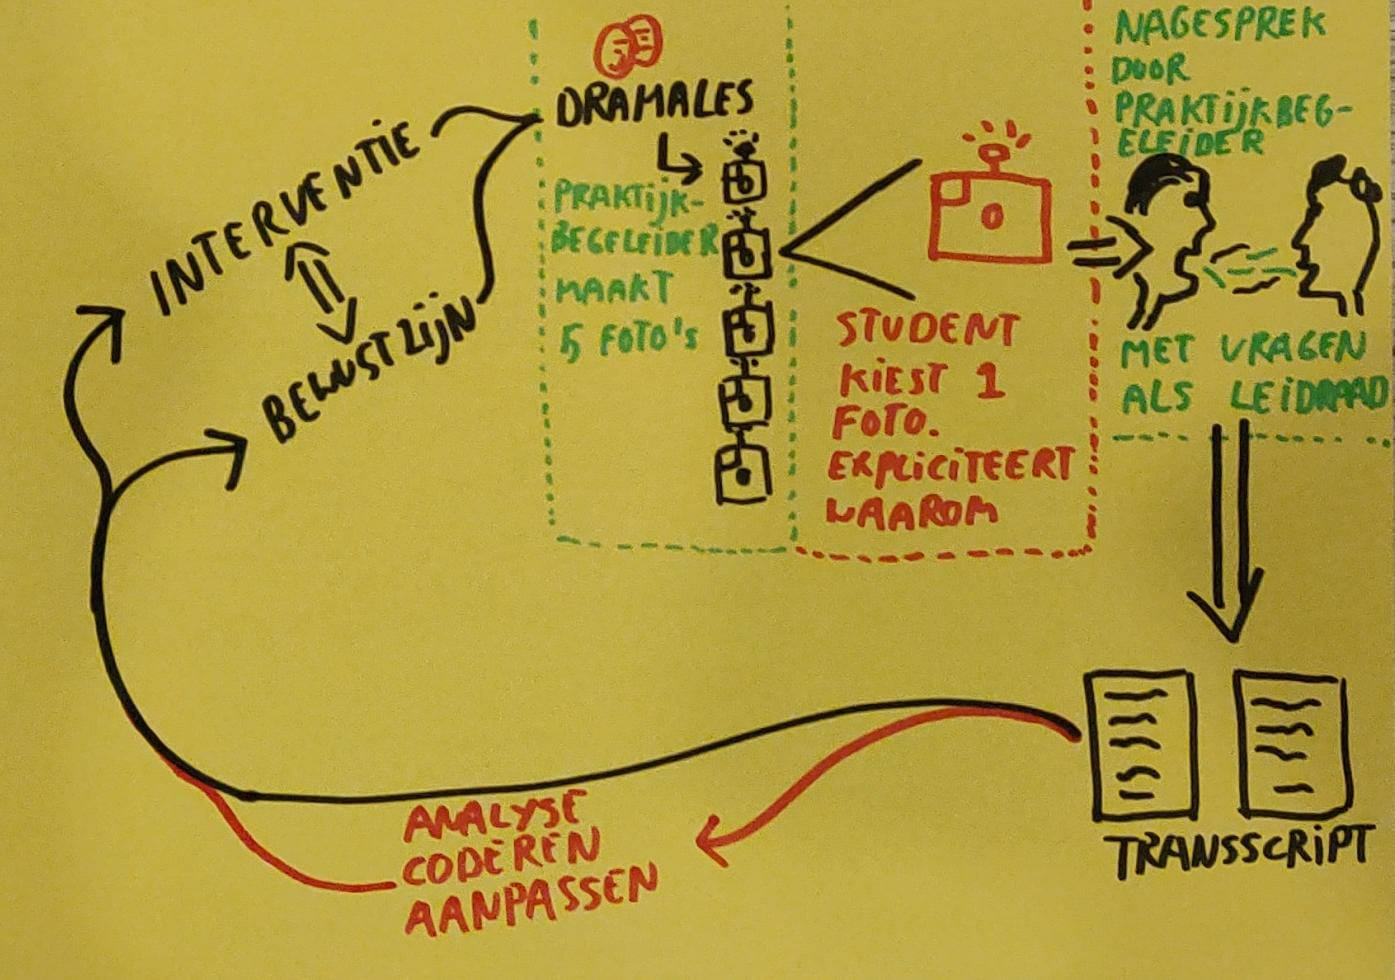 INTERVENTIE
BEWUSTZIJN
DRAMALES
PRAKTIJK-
BEGELEIDER
MAAKT
5 FOTO'S
STUDENT
KIEST 1
FOTO.
EXPLICITEERT
WAAROM
NAGESPREK
DOOR
PRAKTIJKBEG-
ELEIDER
MET VRAGEN
ALS LEIDRAAD
TRANSSCRIPT
ANALYSE
CODEREN
AANPASSEN